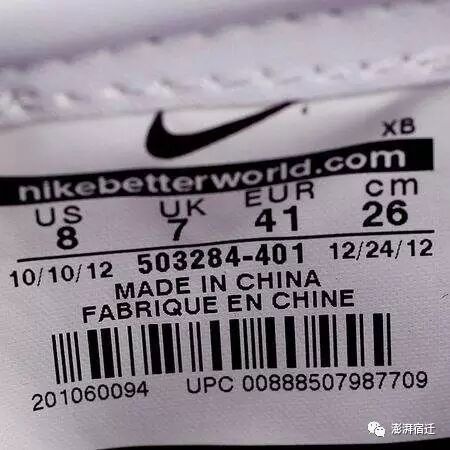 XB
nikebetterworld.com
US UK EUR cm
8 7 41 26
10/10/12 503284-401 12/24/12
MADE IN CHINA
FABRIQUE EN CHINE
201060094 UPC 00888507987709
澎湃宿迁